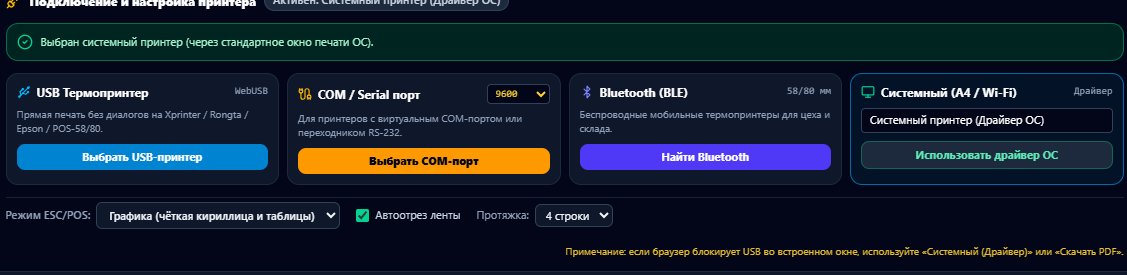 Подключение и настройка принтера
Активен: Системный принтер (Драйвер ОС)
Выбран системный принтер (через стандартное окно печати ОС).
USB Термопринтер WebUSB
Прямая печать без диалогов на Xprinter / Rongta /
Epson / POS-58/80.
Выбрать USB-принтер
COM / Serial порт 9600
Для принтеров с виртуальным COM-портом или
переходником RS-232.
Выбрать COM-порт
Bluetooth (BLE) 58/80 мм
Беспроводные мобильные термопринтеры для цеха и
склада.
Найти Bluetooth
Системный (A4 / Wi-Fi) Драйвер
Системный принтер (Драйвер ОС)
Использовать драйвер ОС
Режим ESC/POS: Графика (чёткая кириллица и таблицы) Автоотрез ленты Протяжка: 4 строки
Примечание: если браузер блокирует USB во встроенном окне, используйте «Системный (Драйвер)» или «Скачать PDF».